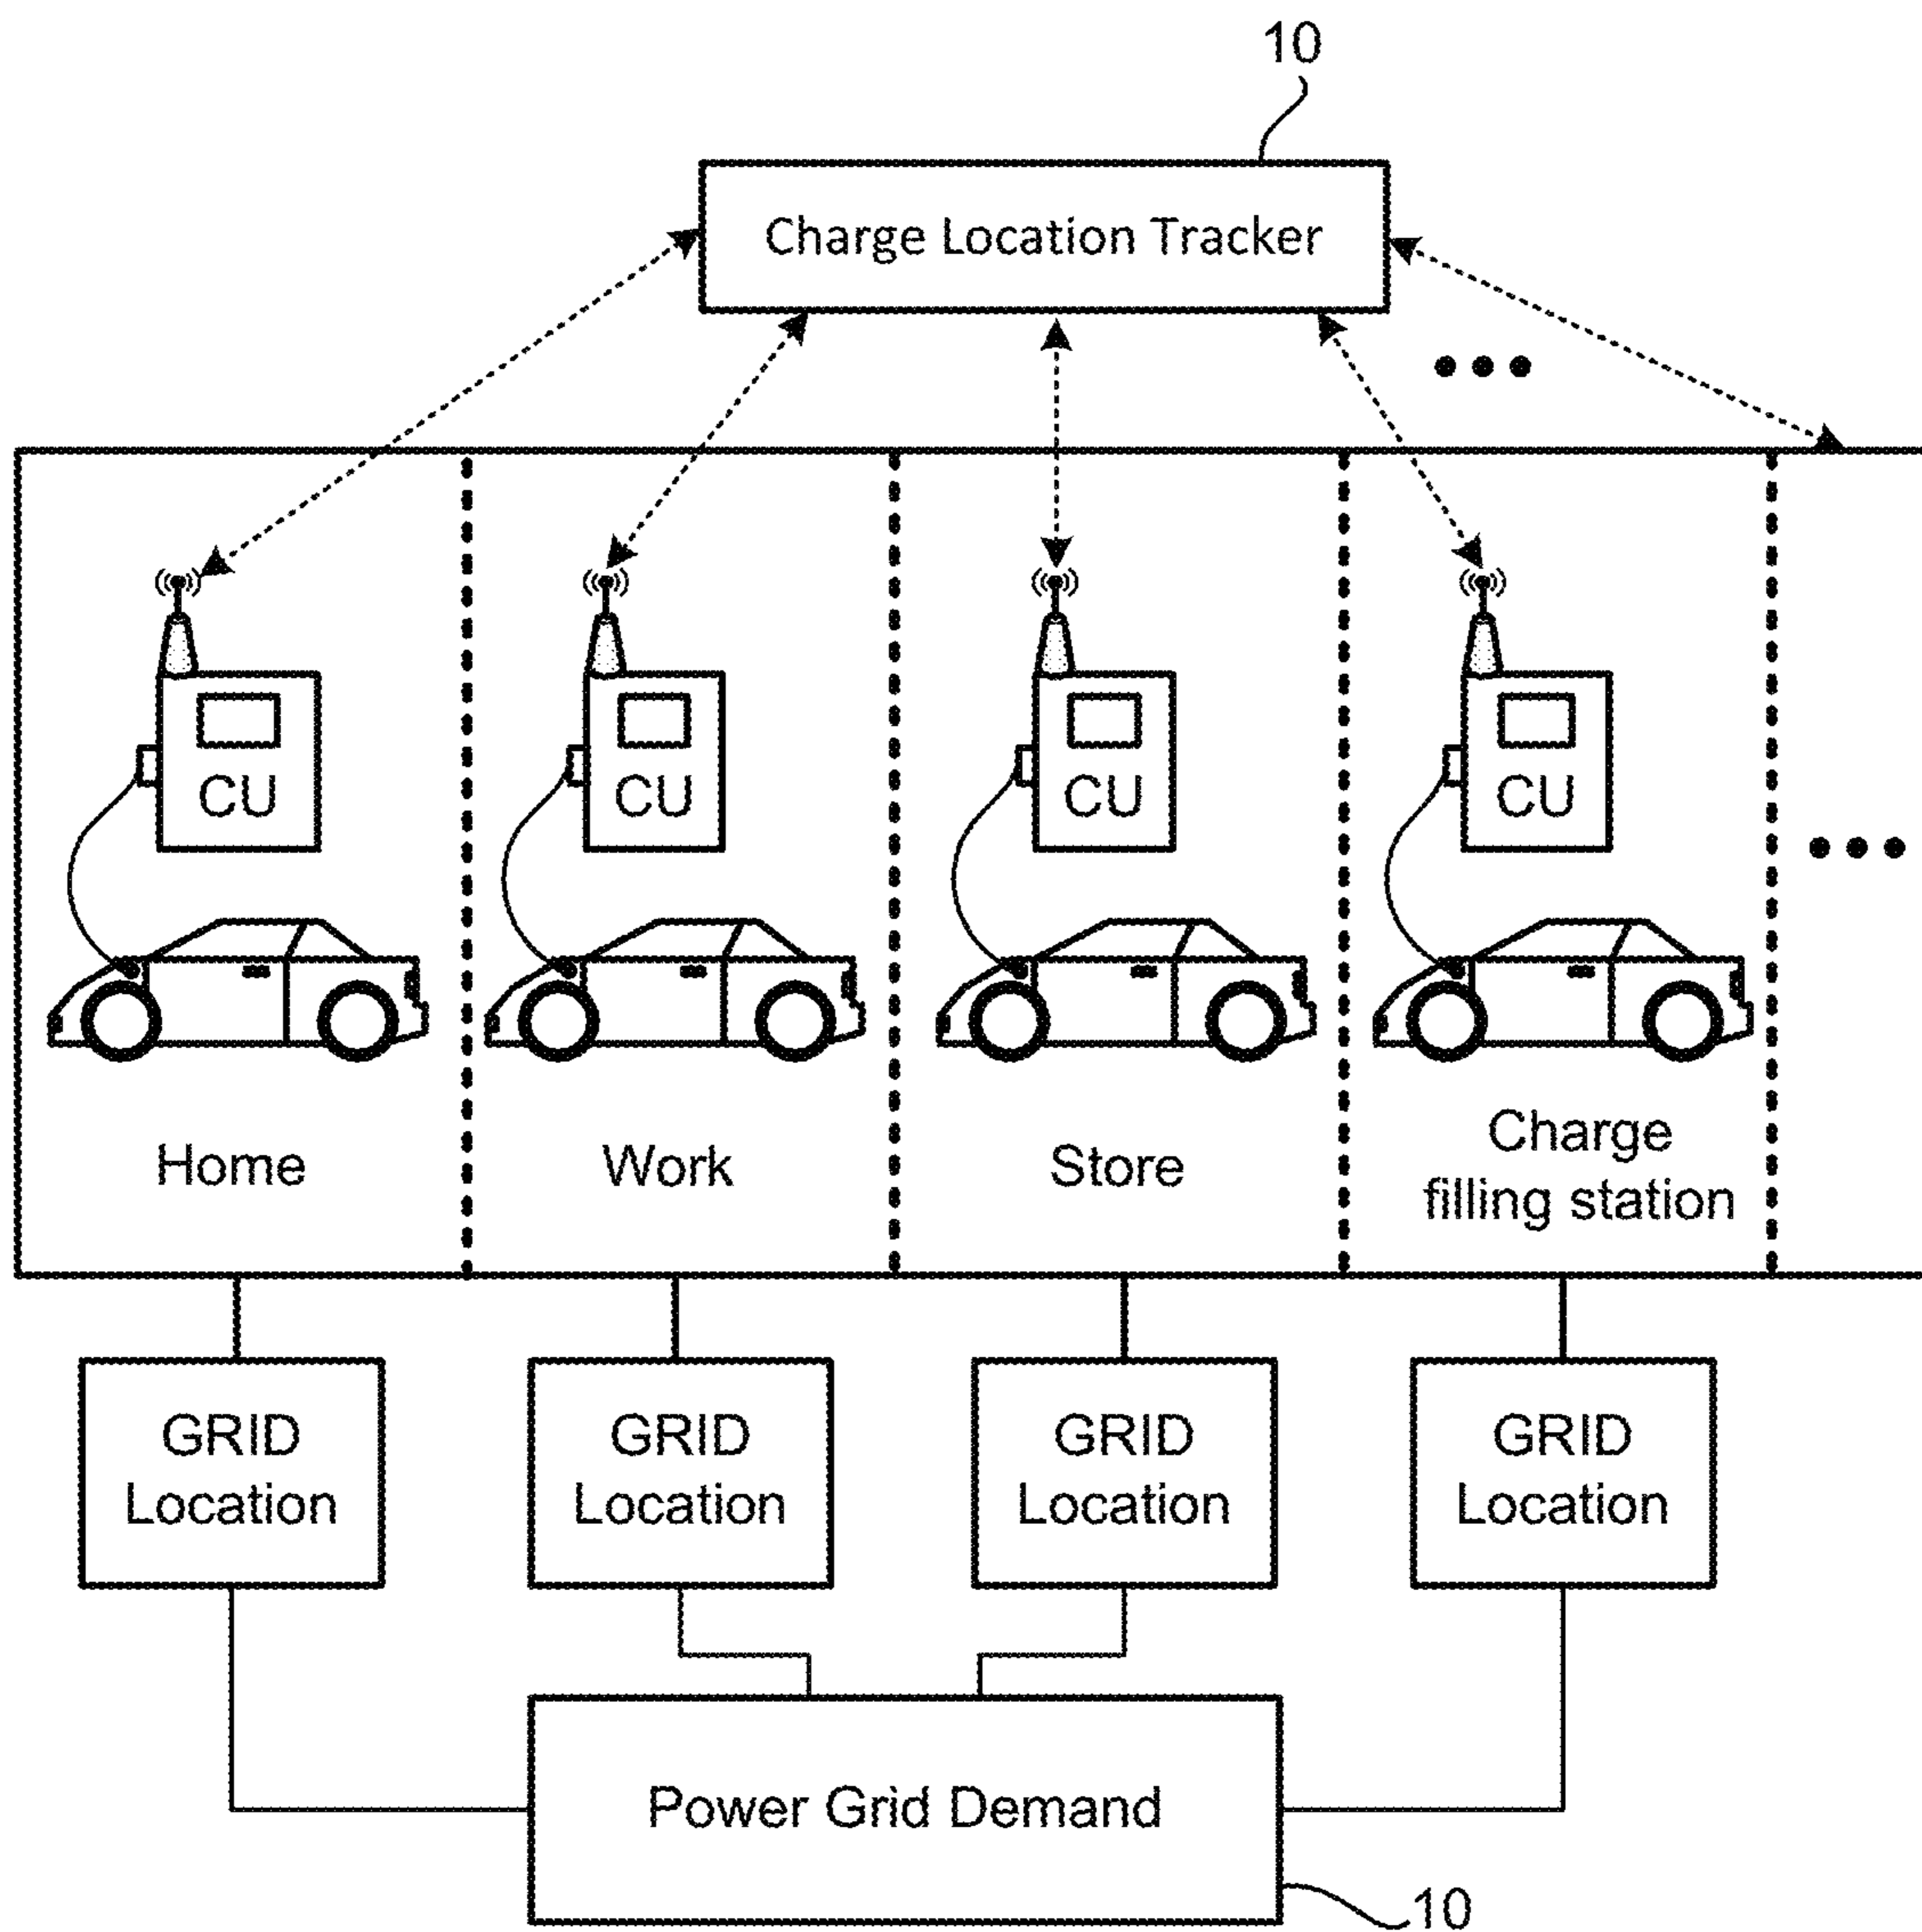 10
Charge Location Tracker
CU
CU
CU
CU
Home
Work
Store
Charge
filling station
GRID
Location
GRID
Location
GRID
Location
GRID
Location
Power Grid Demand
10